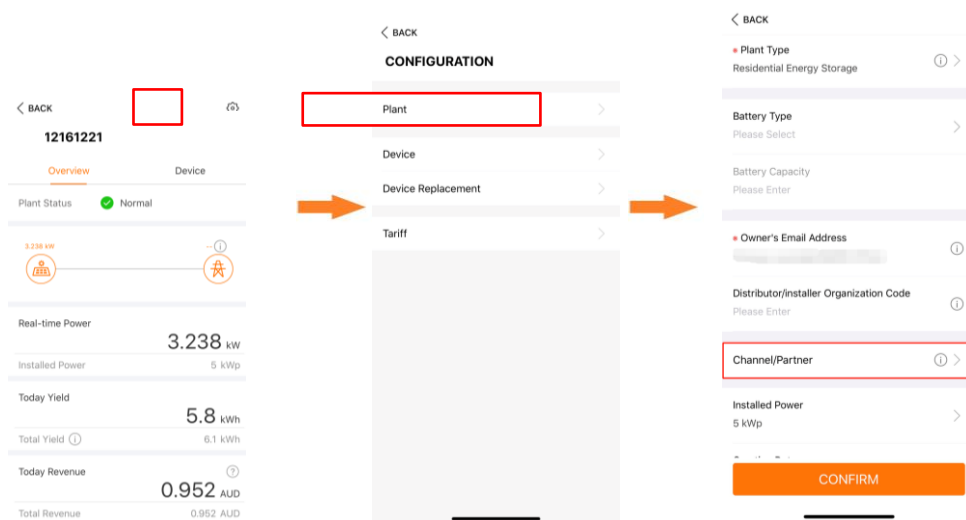 BACK
12161221
Overview
Device
Plant Status
Normal
3.238 kW
--
Real-time Power
3.238 kW
Installed Power
5 kWp
Today Yield
5.8 kWh
Total Yield
6.1 kWh
Today Revenue
0.952 AUD
Total Revenue
0.952 AUD
BACK
CONFIGURATION
Plant
Device
Device Replacement
Tariff
BACK
* Plant Type
Residential Energy Storage
Battery Type
Please Select
Battery Capacity
Please Enter
* Owner's Email Address
Distributor/installer Organization Code
Please Enter
Channel/Partner
Installed Power
5 kWp
CONFIRM